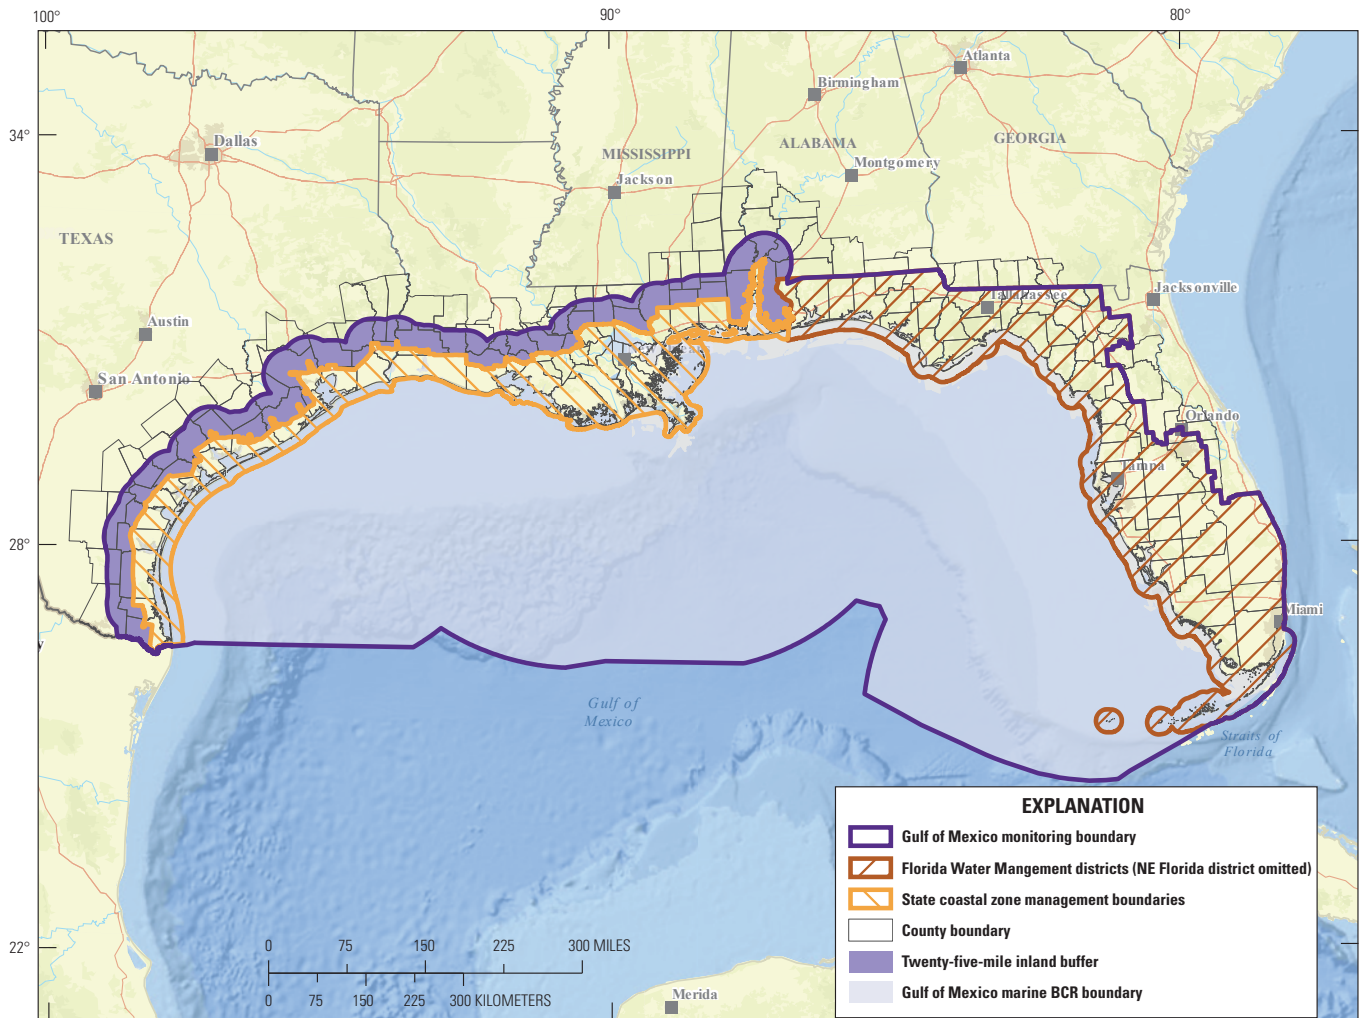 100°
90°
80°
34°
28°
22°
Atlanta
Birmingham
Dallas
MISSISSIPPI
ALABAMA
GEORGIA
Montgomery
Jackson
TEXAS
Jacksonville
Tallahassee
Austin
San Antonio
Orlando
Tampa
Miami
y
Gulf of
Mexico
Straits of
Florida
Merida
0 75 150 225 300 MILES
0 75 150 225 300 KILOMETERS
EXPLANATION
Gulf of Mexico monitoring boundary
Florida Water Mangement districts (NE Florida district omitted)
State coastal zone management boundaries
County boundary
Twenty-five-mile inland buffer
Gulf of Mexico marine BCR boundary